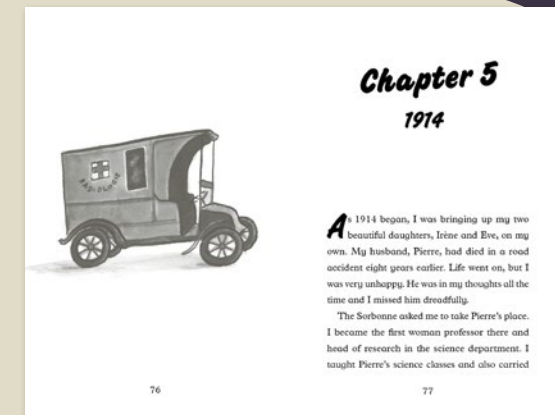 RADIOLOGIE
76
Chapter 5
1914
As 1914 began, I was bringing up my two
beautiful daughters, Irène and Eve, on my
own. My husband, Pierre, had died in a road
accident eight years earlier. Life went on, but I
was very unhappy. He was in my thoughts all the
time and I missed him dreadfully.
The Sorbonne asked me to take Pierre's place.
I became the first woman professor there and
head of research in the science department. I
taught Pierre's science classes and also carried
77